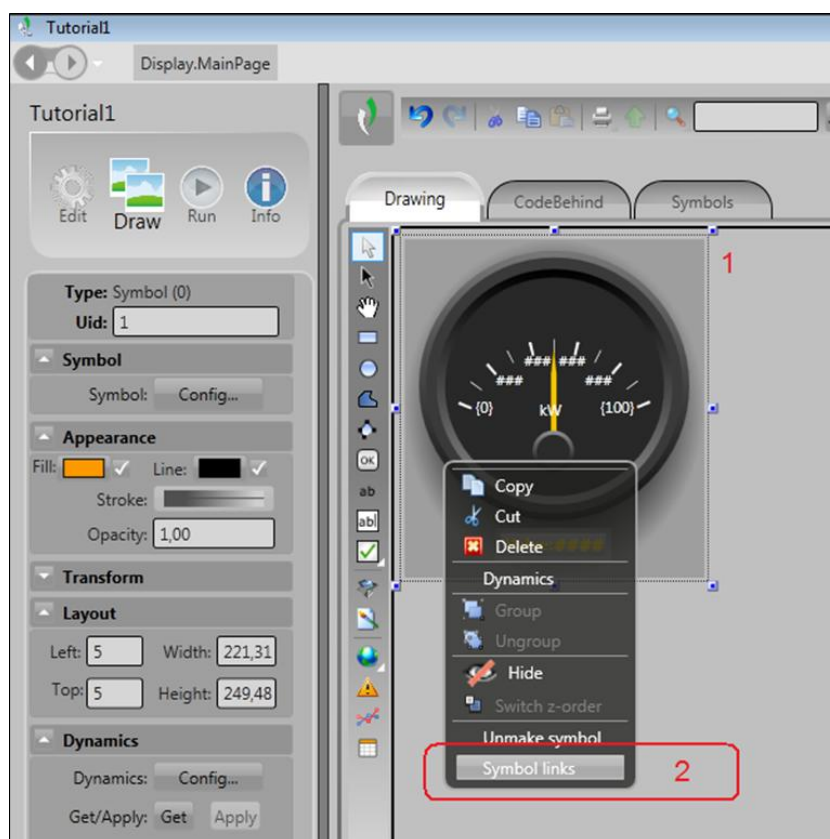 Tutorial1
Display.MainPage
Tutorial1
Edit Draw Run Info
Type: Symbol (0)
Uid: 1
Symbol
Symbol: Config...
Appearance
Fill: Line:
Stroke:
Opacity: 1,00
Transform
Layout
Left: 5 Width: 221,31
Top: 5 Height: 249,48
Dynamics
Dynamics: Config...
Get/Apply: Get Apply
Drawing CodeBehind Symbols
OK
ab
ab
1
### ###
### ###
{0} kW {100}
Copy
Cut
Delete
Dynamics
Group
Ungroup
Hide
Switch z-order
Unmake symbol
Symbol links
2